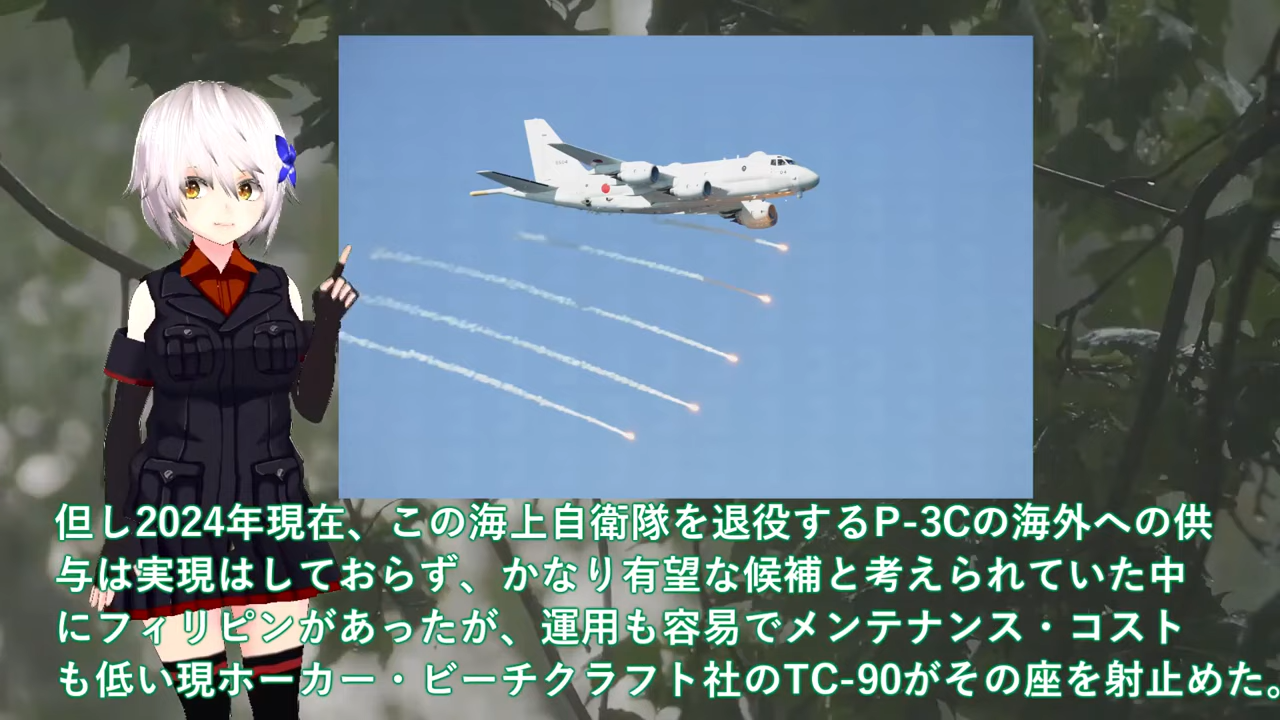 但し2024年現在、この海上自衛隊を退役するP-3Cの海外への供
与は実現はしておらず、かなり有望な候補と考えられていた中
にフィリピンがあったが、運用も容易でメンテナンス・コスト
も低い現ホーカー・ビーチクラフト社のTC-90がその座を射止めた。